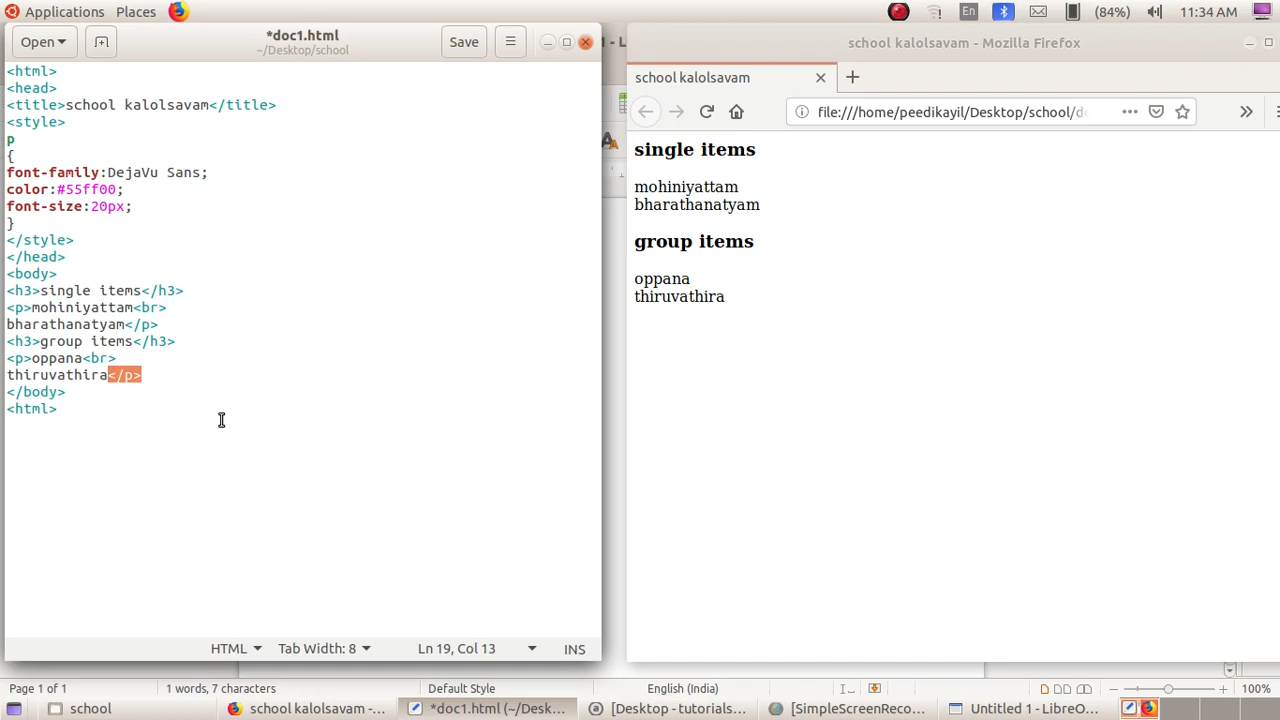 Applications Places
En (84%) 11:34 AM
Open *doc1.html Save
~/Desktop/school
<html>
<head>
<title>school kalolsavam</title>
<style>
p
{
font-family:DejaVu Sans;
color:#55ff00;
font-size:20px;
}
</style>
</head>
<body>
<h3>single items</h3>
<p>mohiniyattam<br>
bharathanatyam</p>
<h3>group items</h3>
<p>oppana<br>
thiruvathira</p>
</body>
<html>
HTML Tab Width: 8 Ln 19, Col 13 INS
school kalolsavam - Mozilla Firefox
school kalolsavam
file:///home/peedikayil/Desktop/school/d
single items
mohiniyattam
bharathanatyam
group items
oppana
thiruvathira
Page 1 of 1 1 words, 7 characters Default Style English (India) 100%
school school kalolsavam -... *doc1.html (~/Desk... [Desktop - tutorials... [SimpleScreenReco... Untitled 1 - LibreO...